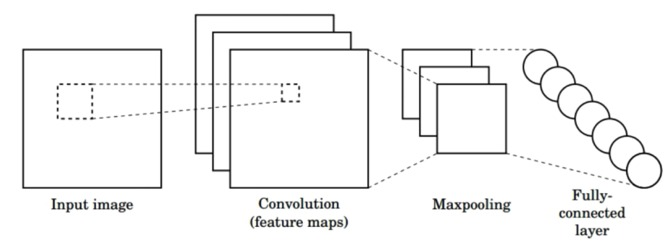 Input image
Convolution
(feature maps)
Maxpooling
Fully-
connected
layer